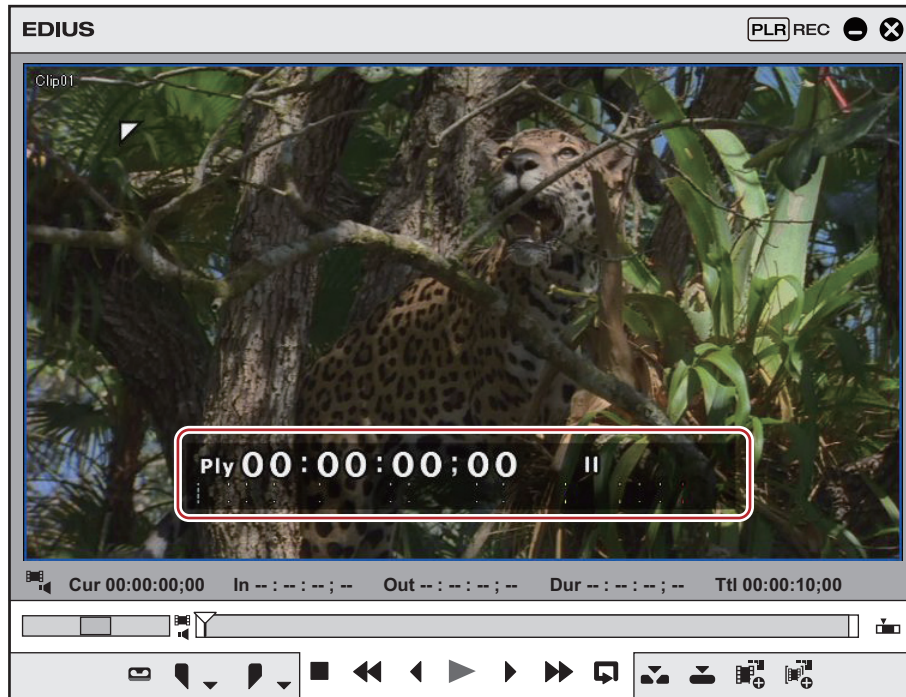 EDIUS
PLR REC
Clip01
Ply 00:00:00;00
Cur 00:00:00;00 In -- : -- : -- ; -- Out -- : -- : -- ; -- Dur -- : -- : -- ; -- Ttl 00:00:10;00